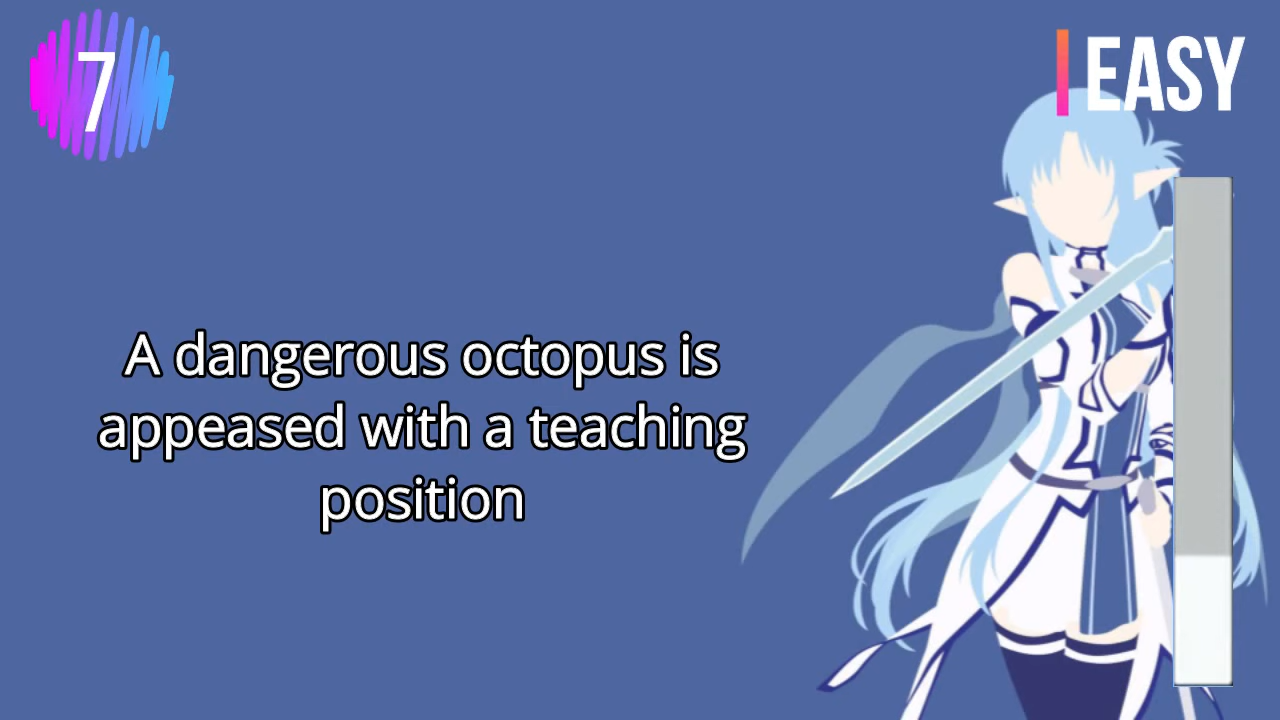 7
EASY
A dangerous octopus is
appeased with a teaching
position